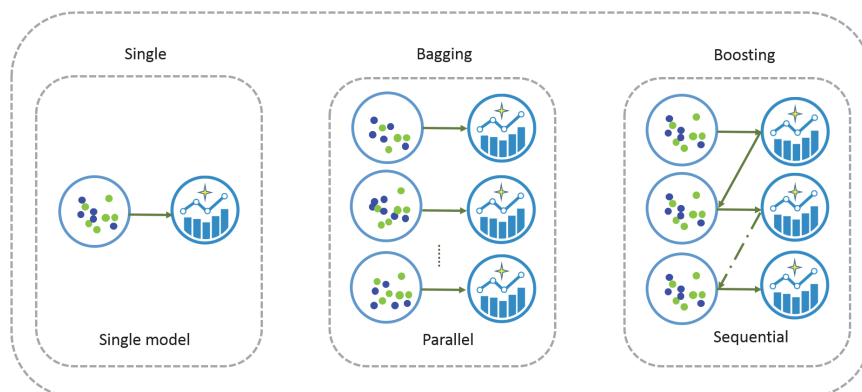 Single
Bagging
Boosting
Single model
Parallel
Sequential